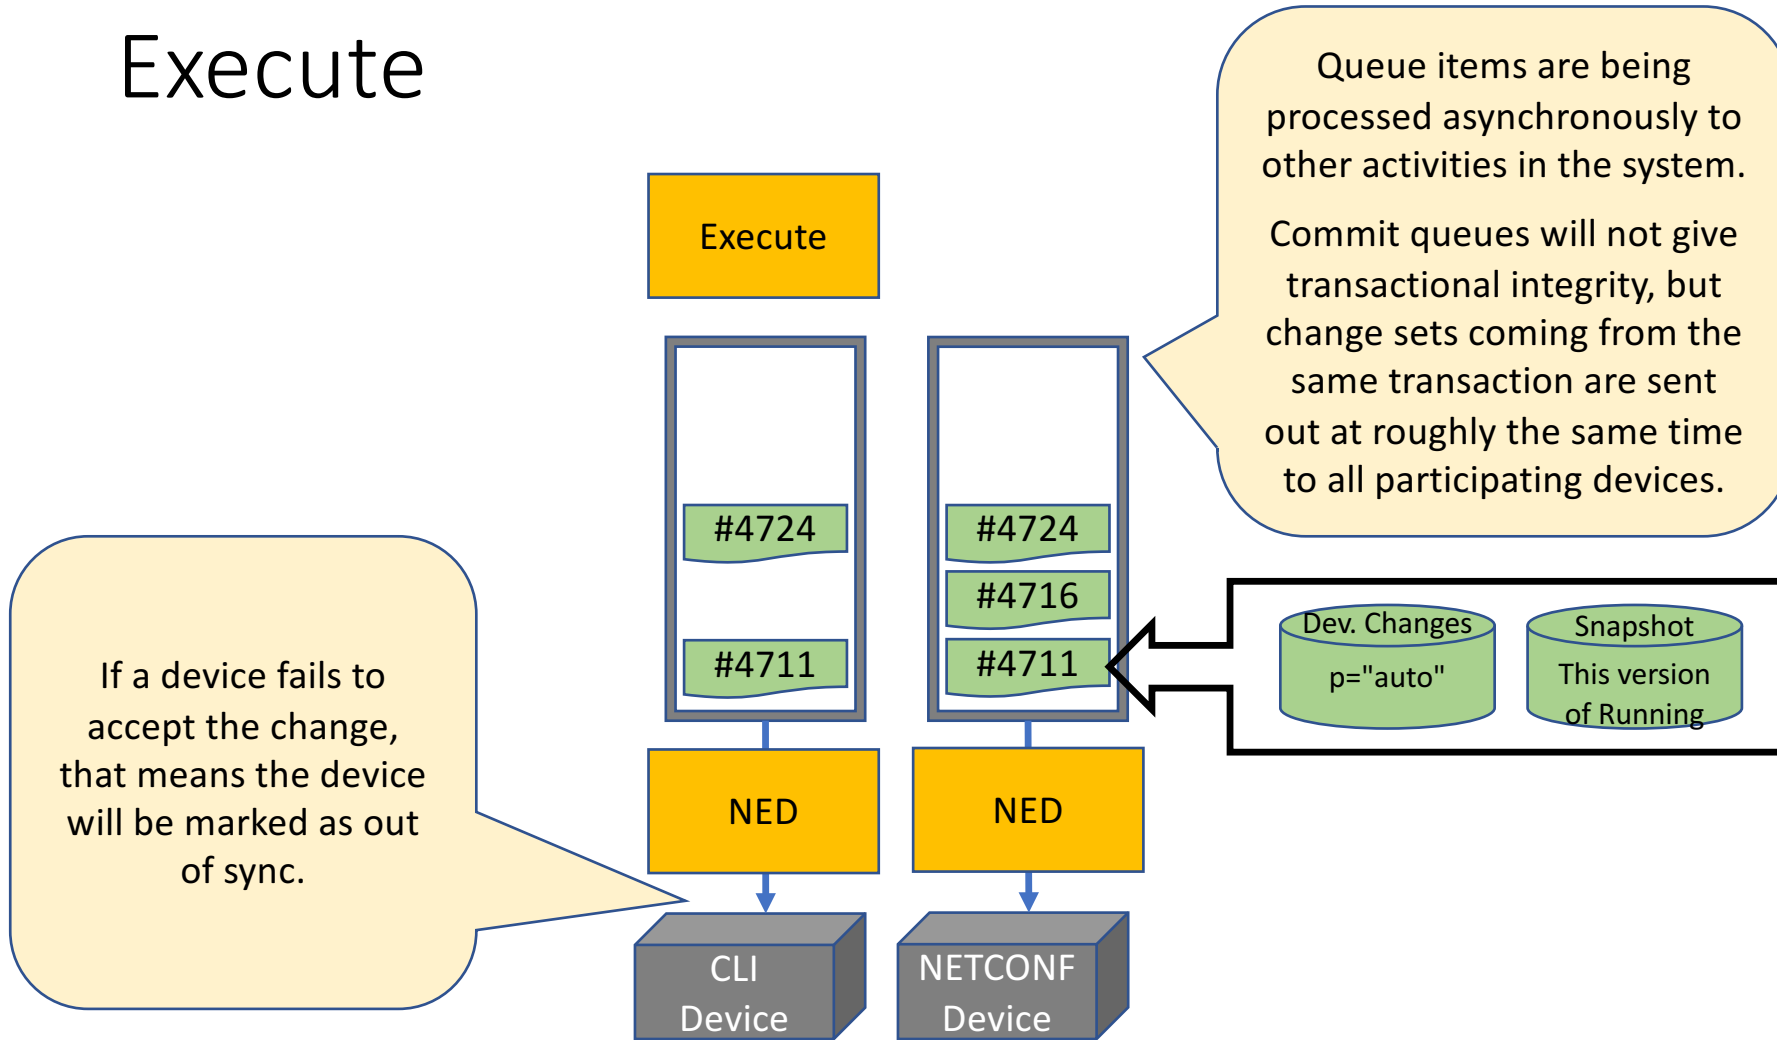 Execute
Queue items are being
processed asynchronously to
other activities in the system.
Commit queues will not give
transactional integrity, but
change sets coming from the
same transaction are sent
out at roughly the same time
to all participating devices.
Execute
#4724
#4711
#4724
#4716
#4711
Dev. Changes
p="auto"
Snapshot
This version
of Running
If a device fails to
accept the change,
that means the device
will be marked as out
of sync.
NED
NED
CLI
Device
NETCONF
Device